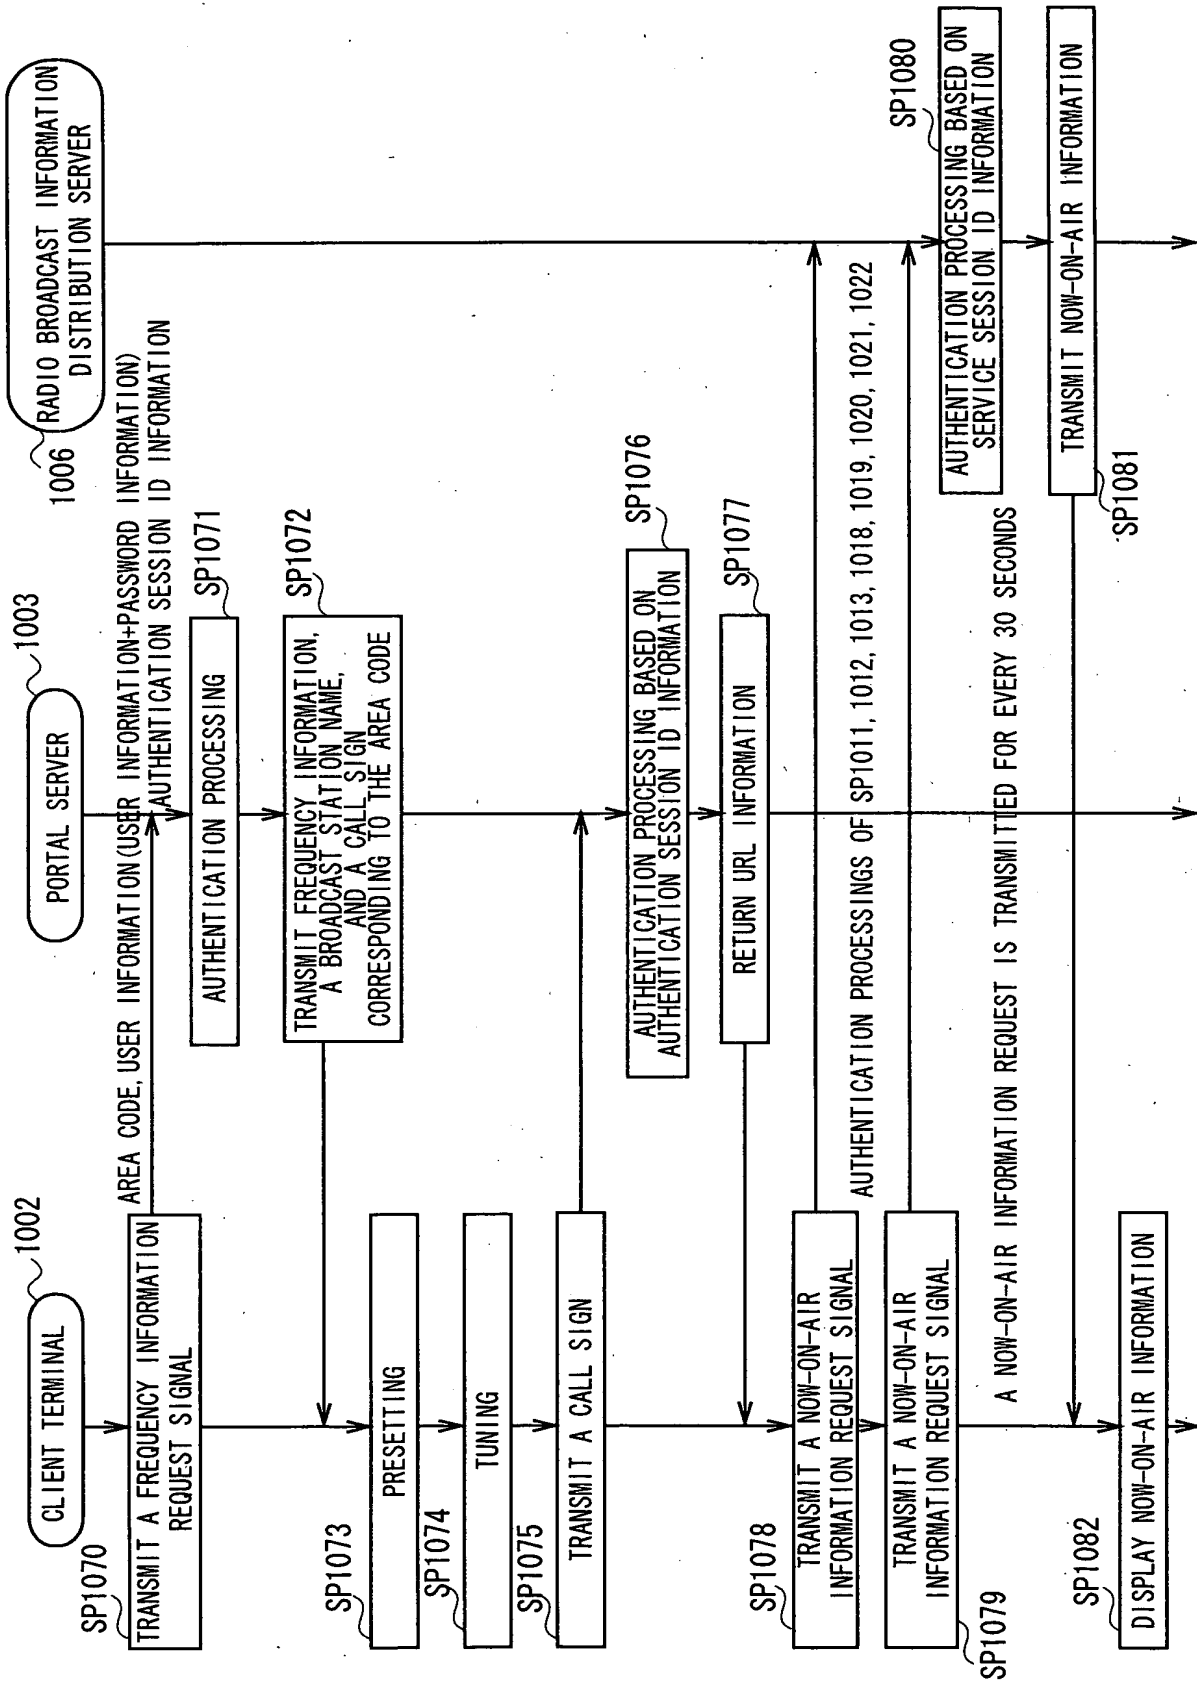 CLIENT TERMINAL
1002
PORTAL SERVER
1003
1006
RADIO BROADCAST INFORMATION
DISTRIBUTION SERVER
SP1070
TRANSMIT A FREQUENCY INFORMATION
REQUEST SIGNAL
AREA CODE, USER INFORMATION (USER INFORMATION+PASSWORD INFORMATION)
AUTHENTICATION SESSION ID INFORMATION
SP1071
AUTHENTICATION PROCESSING
SP1072
TRANSMIT FREQUENCY INFORMATION,
A BROADCAST STATION NAME,
AND A CALL SIGN
CORRESPONDING TO THE AREA CODE
SP1073
PRESETTING
SP1074
TUNING
SP1075
TRANSMIT A CALL SIGN
SP1076
AUTHENTICATION PROCESSING BASED ON
AUTHENTICATION SESSION ID INFORMATION
SP1077
RETURN URL INFORMATION
SP1078
TRANSMIT A NOW-ON-AIR
INFORMATION REQUEST SIGNAL
AUTHENTICATION PROCESSINGS OF SP1011, 1012, 1013, 1018, 1019, 1020, 1021, 1022
TRANSMIT A NOW-ON-AIR
INFORMATION REQUEST SIGNAL
SP1079
SP1080
AUTHENTICATION PROCESSING BASED ON
SERVICE SESSION ID INFORMATION
A NOW-ON-AIR INFORMATION REQUEST IS TRANSMITTED FOR EVERY 30 SECONDS
TRANSMIT NOW-ON-AIR INFORMATION
SP1081
SP1082
DISPLAY NOW-ON-AIR INFORMATION